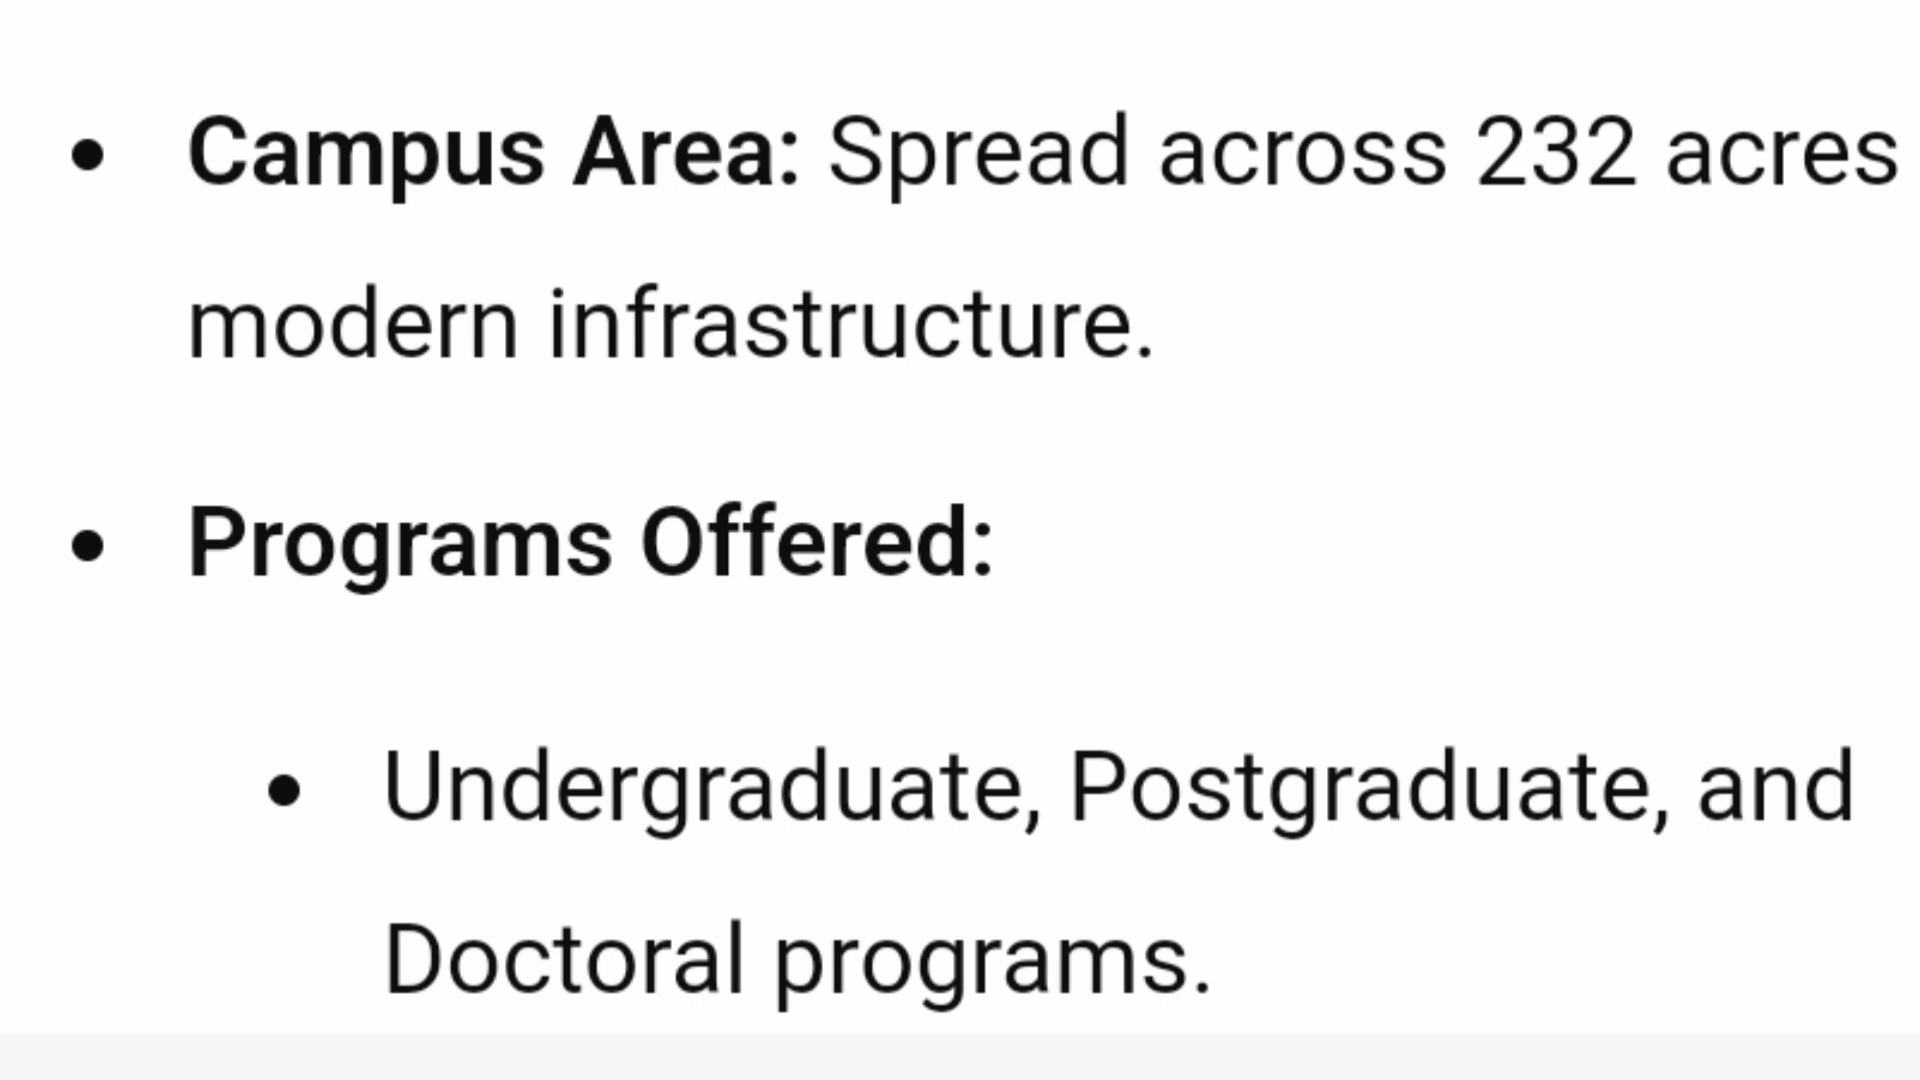 • Campus Area: Spread across 232 acres
modern infrastructure.
• Programs Offered:
• Undergraduate, Postgraduate, and
Doctoral programs.